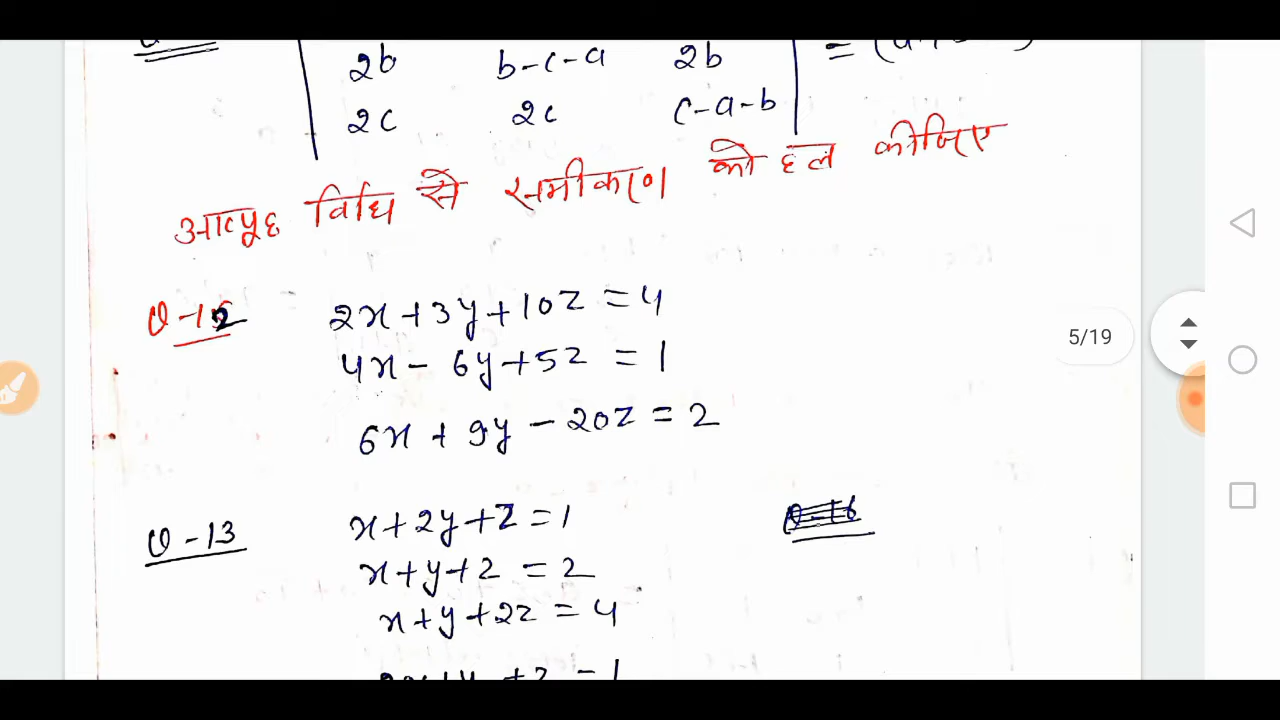 2b b-c-a 2b =
2c 2c c-a-b
आव्यूह विधि से समीकरण को हल कीजिए
Q-12 2x+3y+10z = 4
4x - 6y+5z = 1
6x + 9y - 20z = 2
5/19
Q-13 x+2y+z = 1
x+y+z = 2
x+y+2z = 4